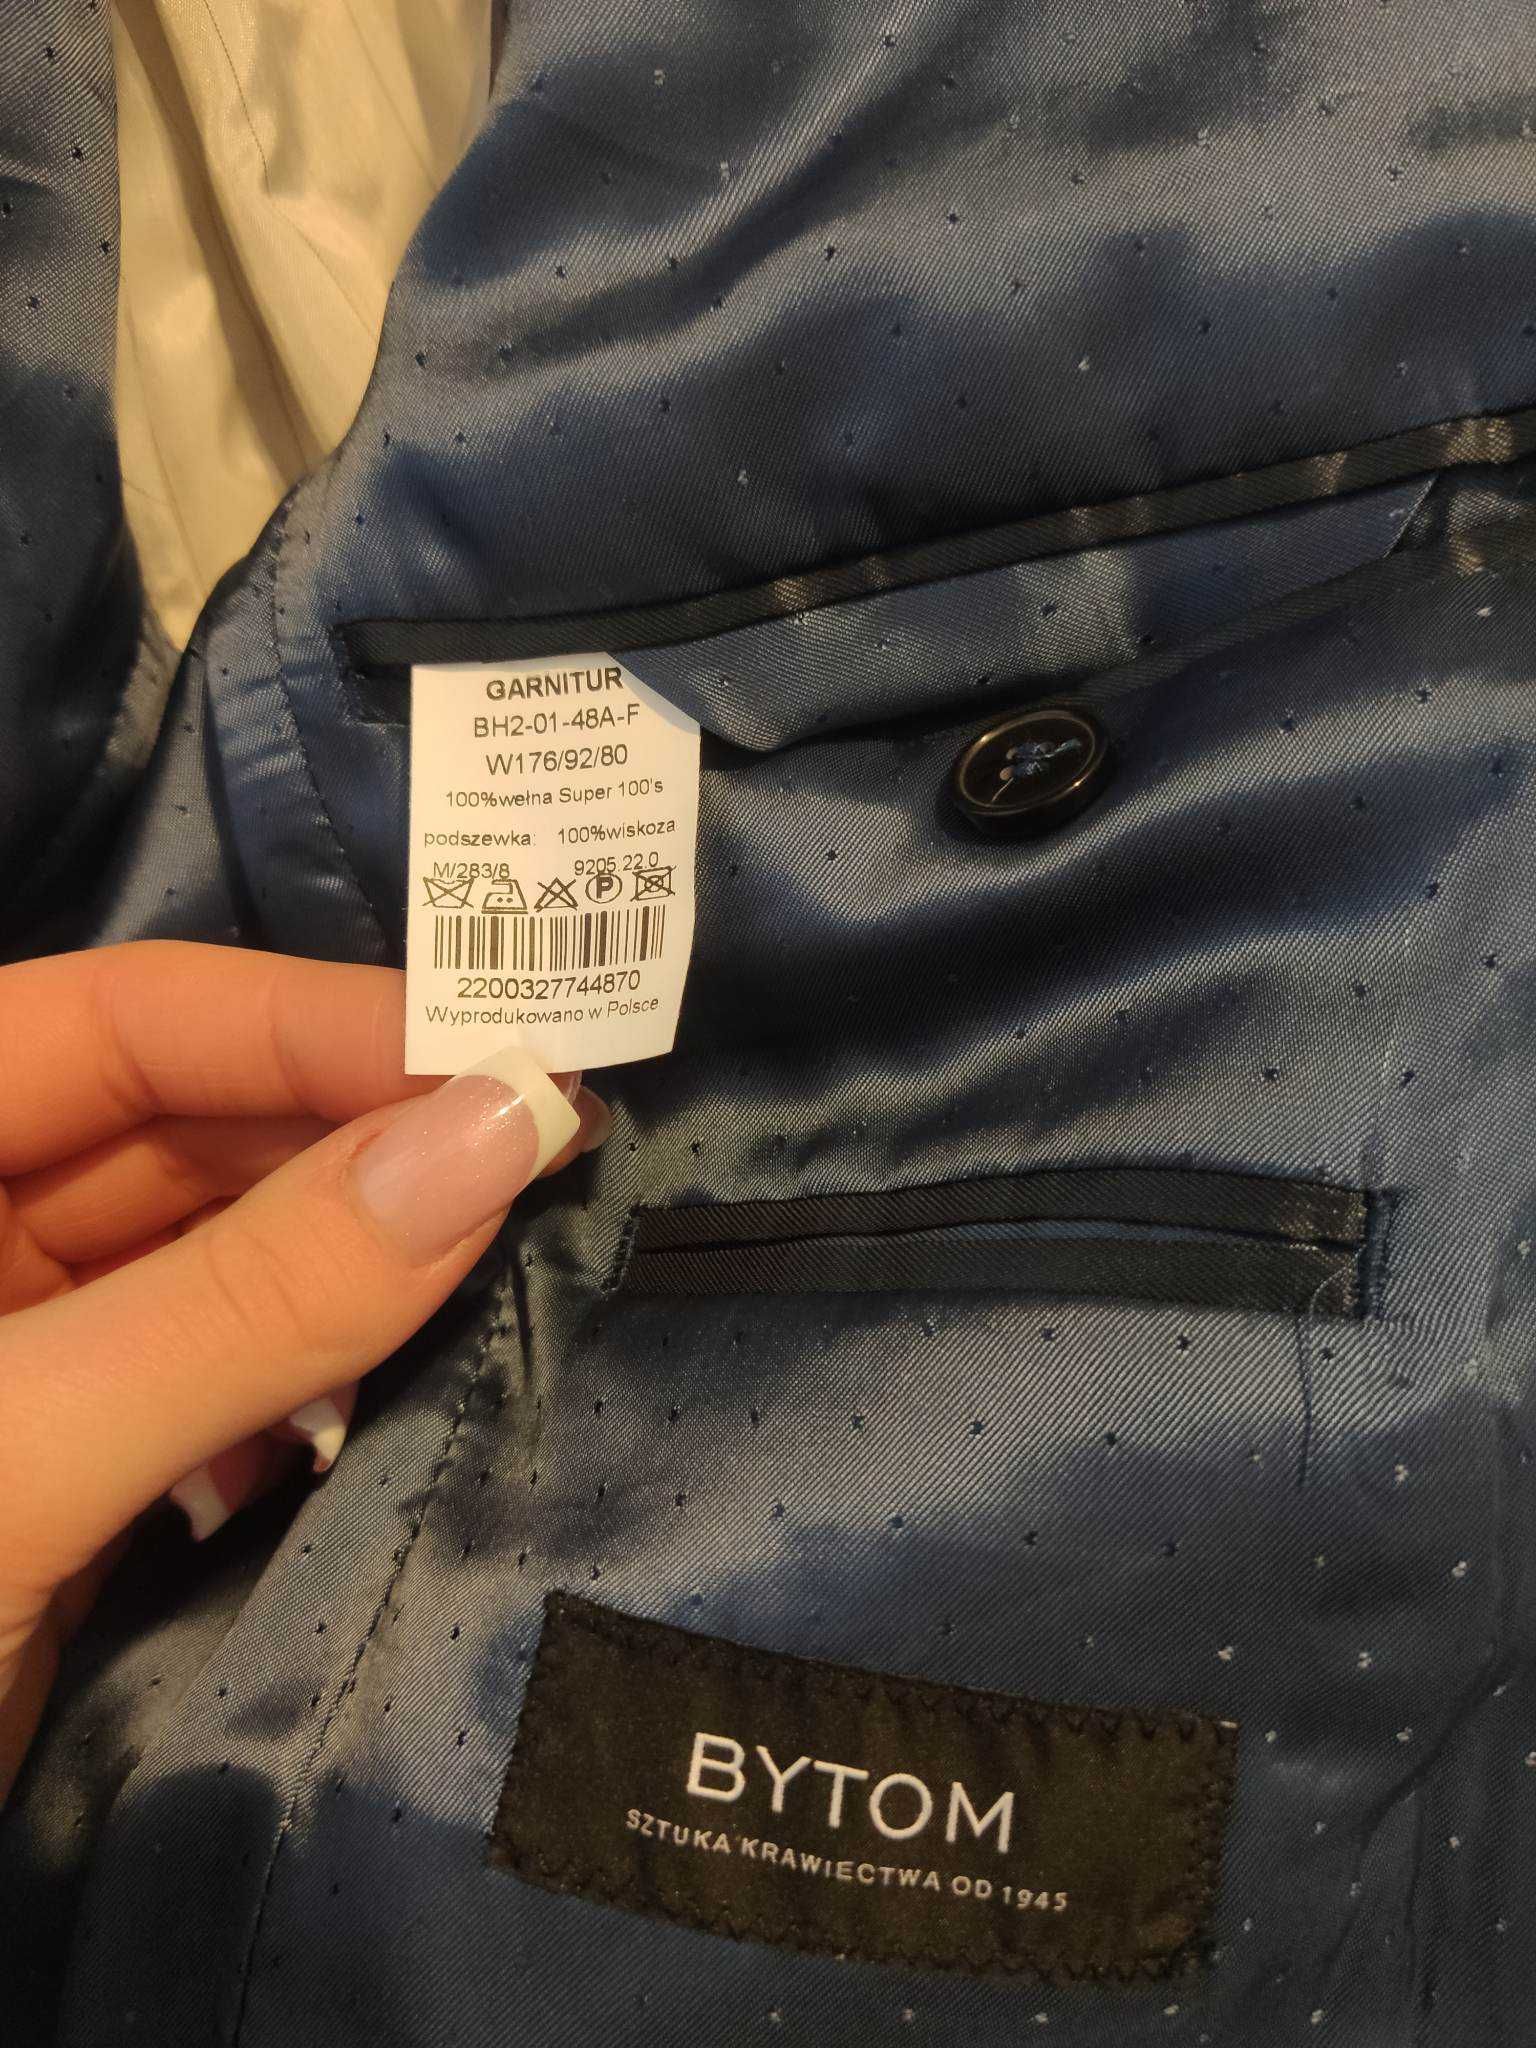 GARNITUR
BH2-01-48A-F
W176/92/80
100%wełna Super 100's
podszewka: 100%wiskoza
M/283/8 9205.22.0
P
2200327744870
Wyprodukowano w Polsce
BYTOM
SZTUKA KRAWIECTWA OD 1945